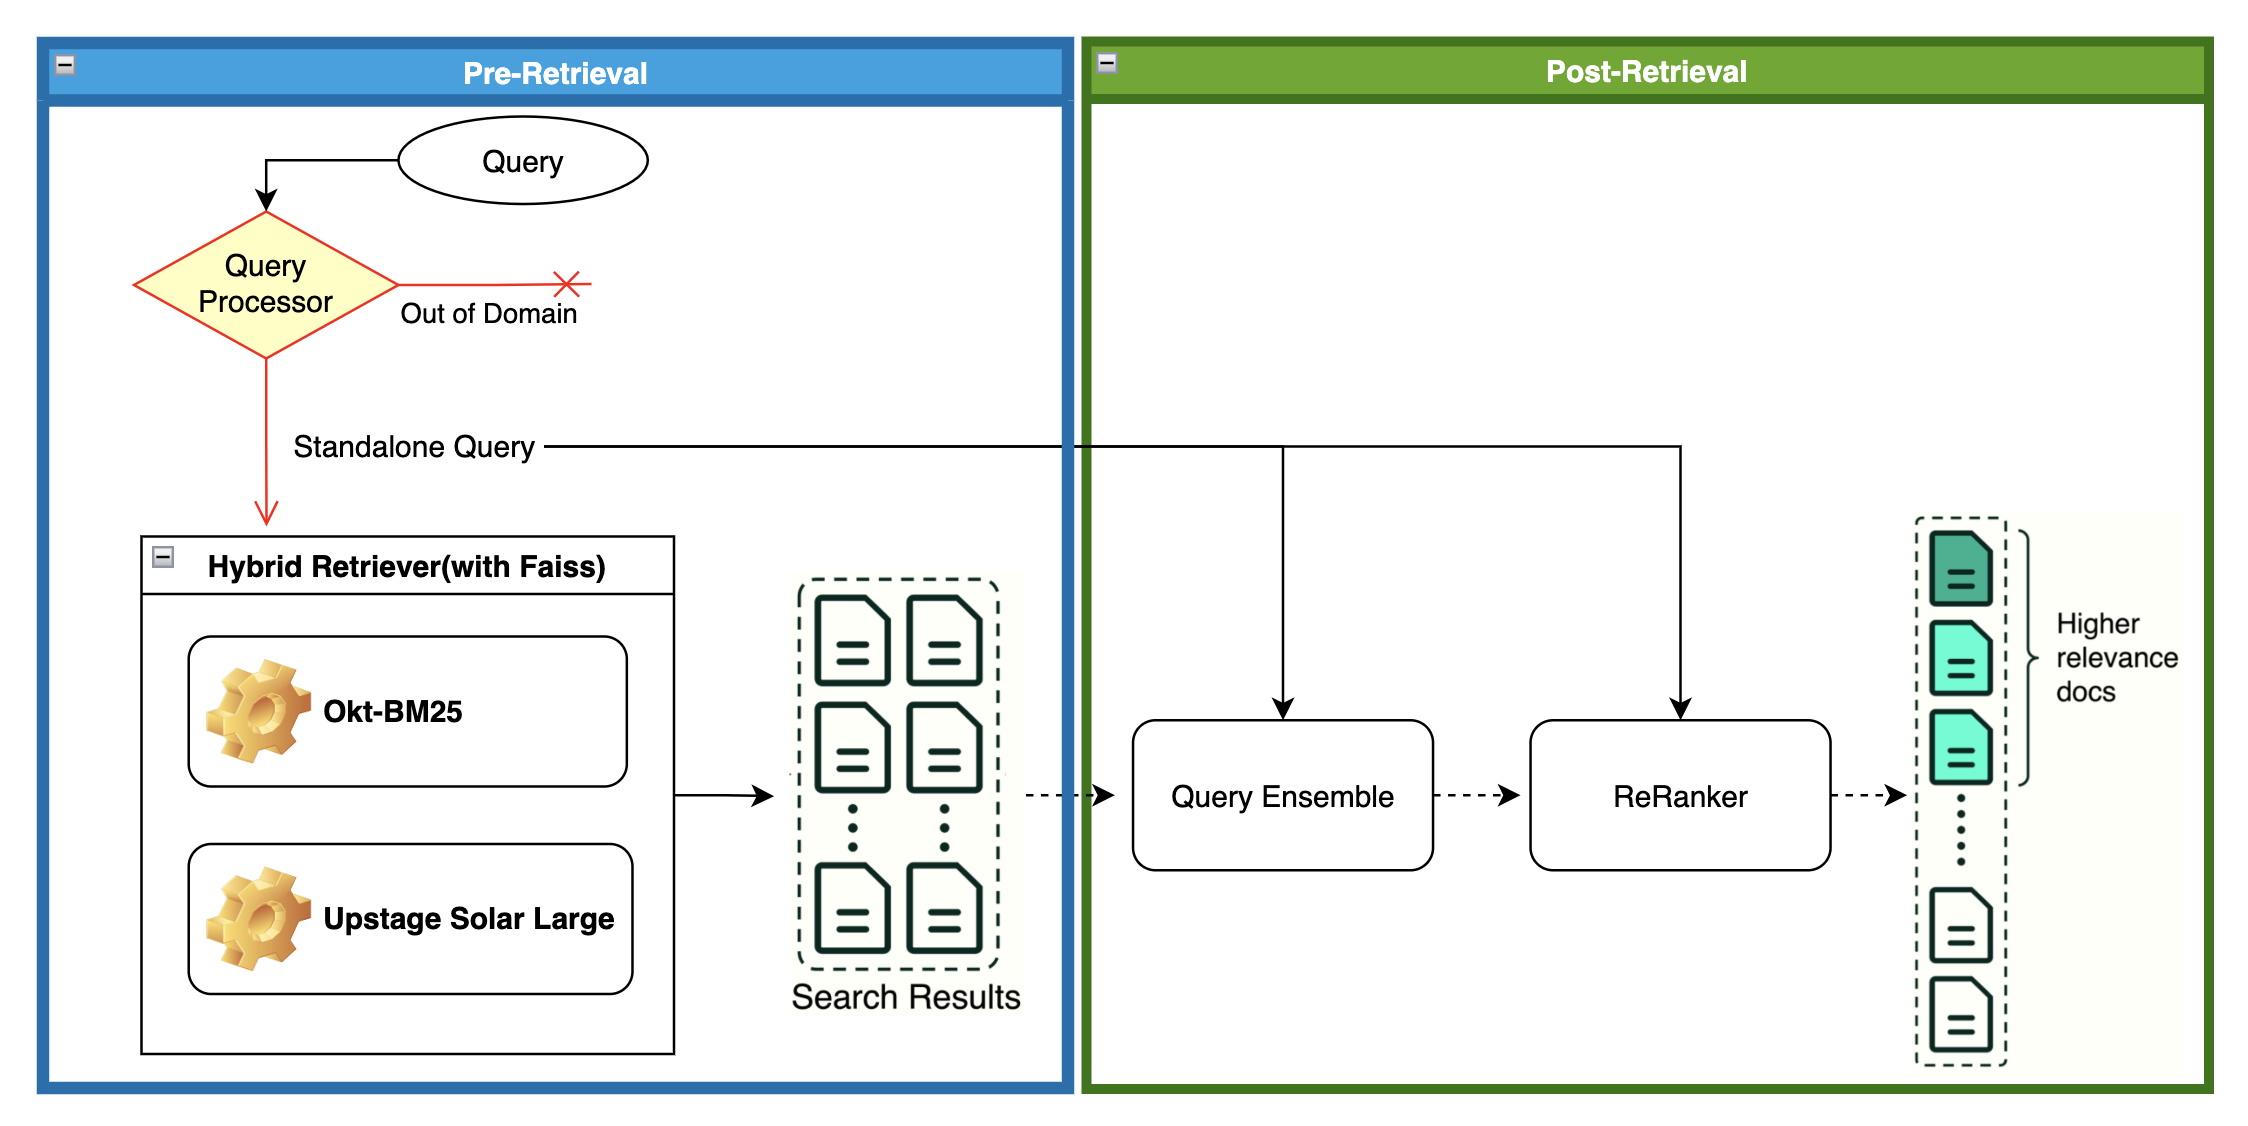 Pre-Retrieval
Post-Retrieval
Query
Query
Processor
Out of Domain
Standalone Query
Hybrid Retriever(with Faiss)
Okt-BM25
Upstage Solar Large
Search Results
Query Ensemble
ReRanker
Higher
relevance
docs